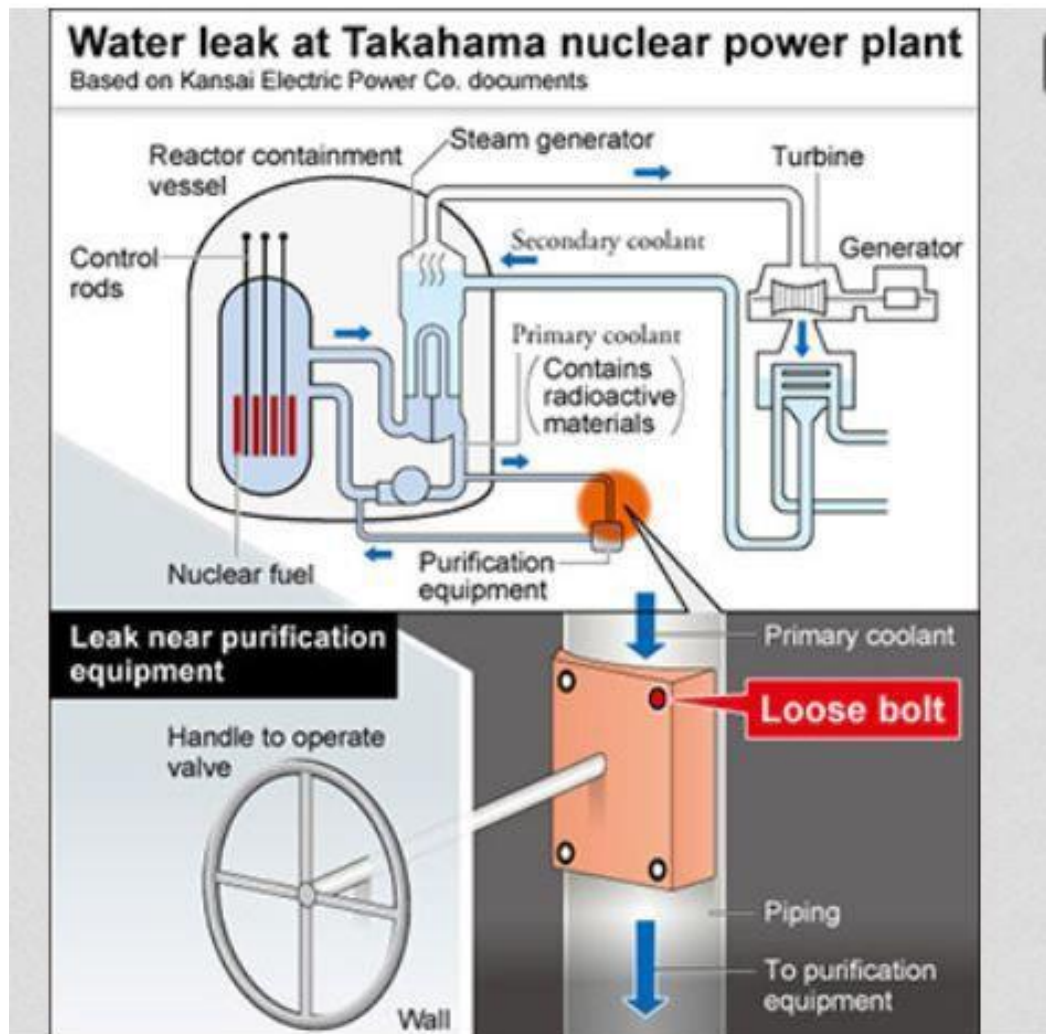 Water leak at Takahama nuclear power plant
Based on Kansai Electric Power Co. documents
Steam generator
Reactor containment
vessel
Turbine
Control
rods
Secondary coolant
Generator
Primary coolant
(Contains
radioactive
materials)
Nuclear fuel
Purification
equipment
Leak near purification
equipment
Primary coolant
Loose bolt
Handle to operate
valve
Piping
To purification
equipment
Wall